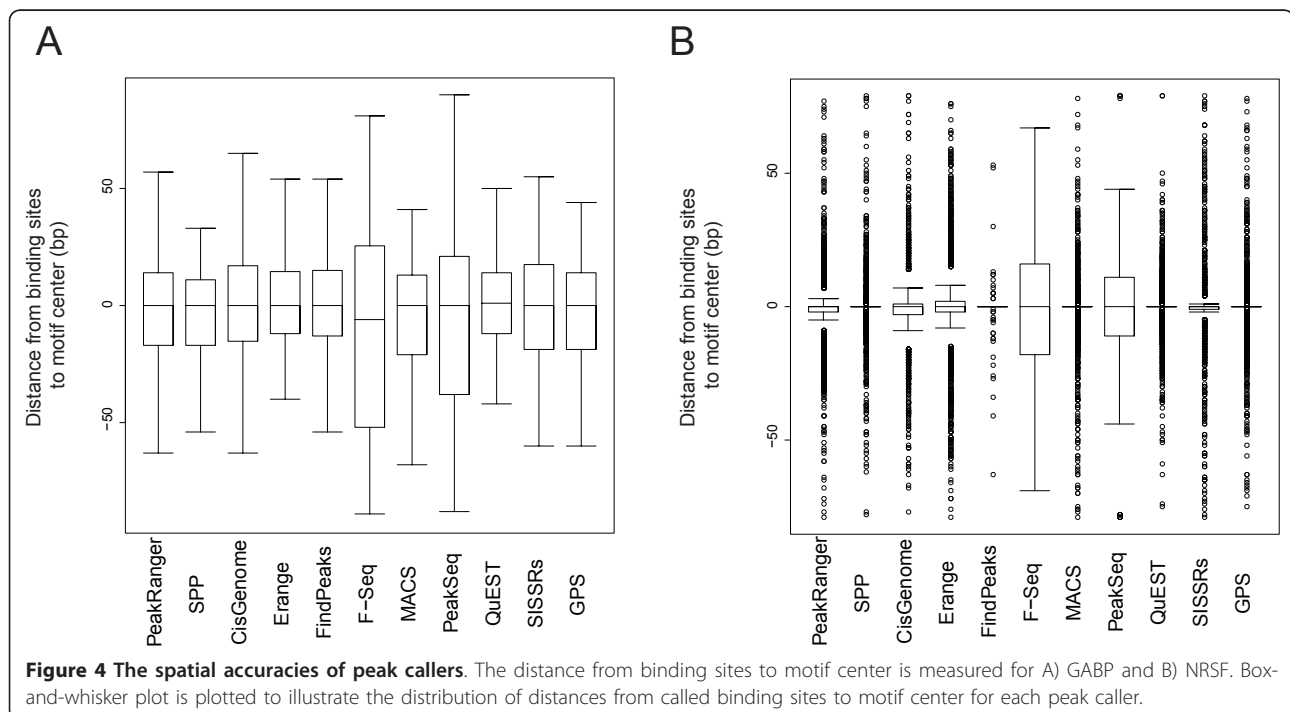 A
B
Distance from binding sites
to motif center (bp)
50
0
−50
PeakRanger
SPP
CisGenome
Erange
FindPeaks
F−Seq
MACS
PeakSeq
QuEST
SISSRs
GPS
Distance from binding sites
to motif center (bp)
50
0
−50
PeakRanger
SPP
CisGenome
Erange
FindPeaks
F−Seq
MACS
PeakSeq
QUEST
SISSRs
GPS
Figure 4 The spatial accuracies of peak callers. The distance from binding sites to motif center is measured for A) GABP and B) NRSF. Box-
and-whisker plot is plotted to illustrate the distribution of distances from called binding sites to motif center for each peak caller.